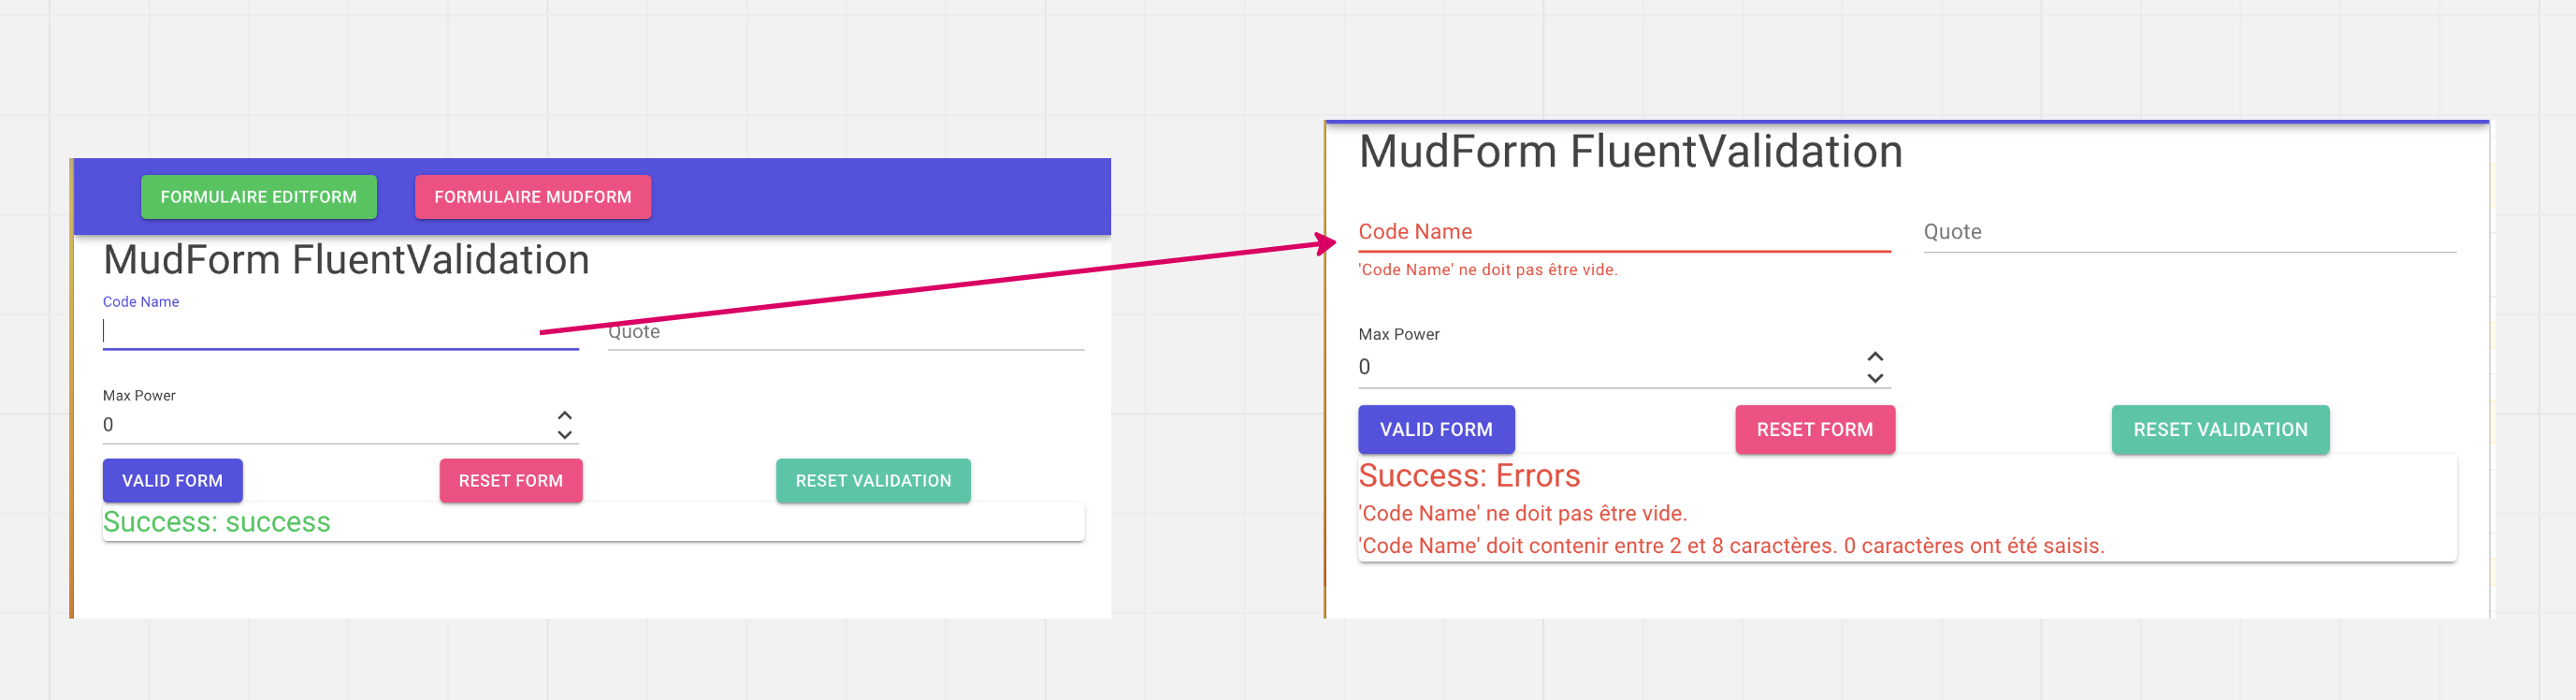 FORMULAIRE EDITFORM FORMULAIRE MUDFORM
MudForm FluentValidation
Code Name
Quote
Max Power
0
VALID FORM RESET FORM RESET VALIDATION
Success: success
MudForm FluentValidation
Code Name Quote
'Code Name' ne doit pas être vide.
Max Power
0
VALID FORM RESET FORM RESET VALIDATION
Success: Errors
'Code Name' ne doit pas être vide.
'Code Name' doit contenir entre 2 et 8 caractères. 0 caractères ont été saisis.